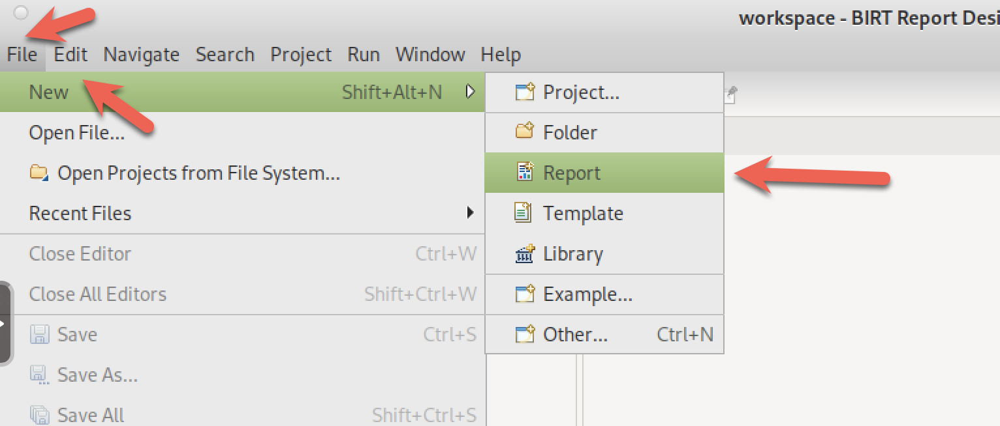 workspace - BIRT Report Desi
File Edit Navigate Search Project Run Window Help
New Shift+Alt+N
Open File...
Open Projects from File System...
Recent Files
Close Editor Ctrl+W
Close All Editors Shift+Ctrl+W
Save Ctrl+S
Save As...
Save All Shift+Ctrl+S
Project...
Folder
Report
Template
Library
Example...
Other... Ctrl+N